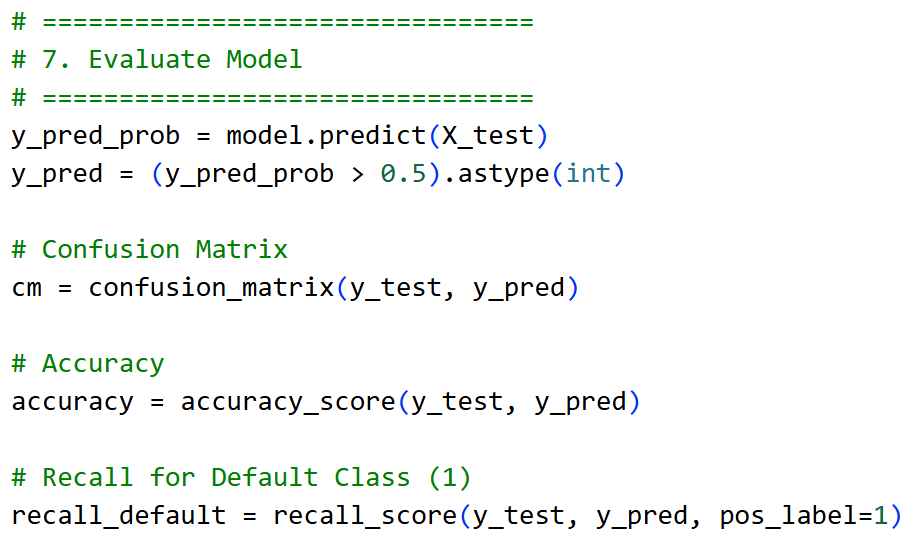 # ================================
# 7. Evaluate Model
# ================================
y_pred_prob = model.predict(X_test)
y_pred = (y_pred_prob > 0.5).astype(int)
# Confusion Matrix
cm = confusion_matrix(y_test, y_pred)
# Accuracy
accuracy = accuracy_score(y_test, y_pred)
# Recall for Default Class (1)
recall_default = recall_score(y_test, y_pred, pos_label=1)